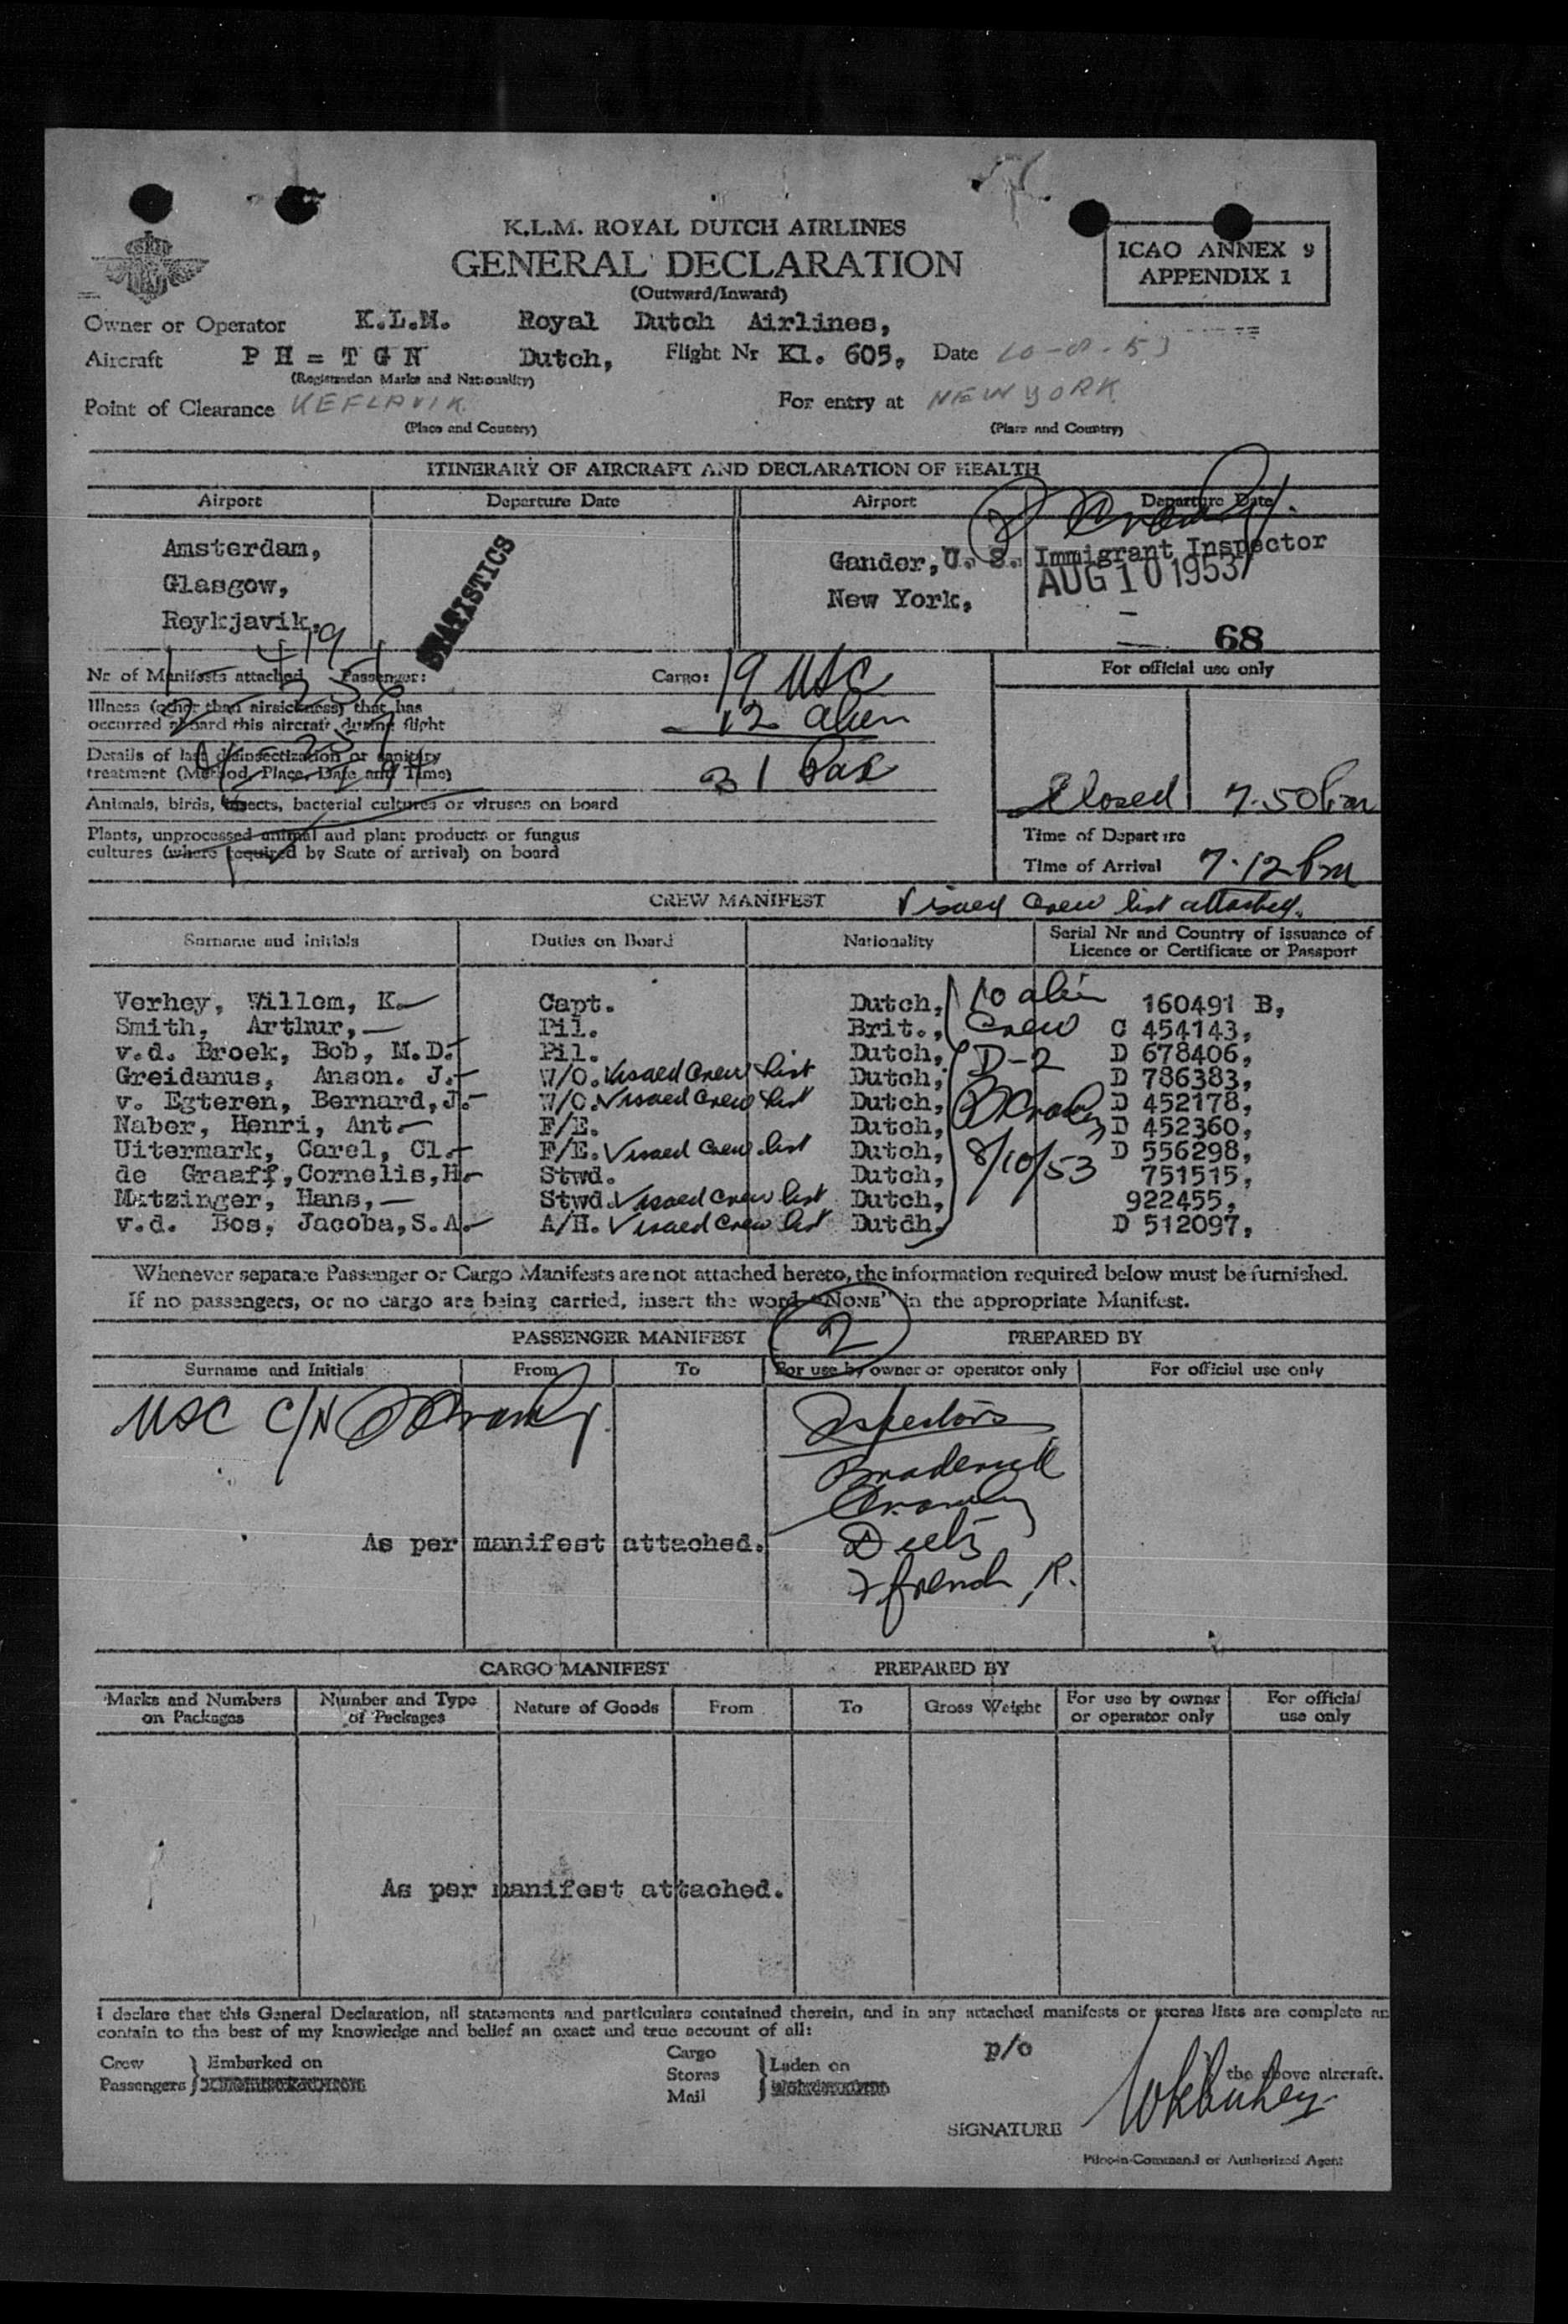 K.L.M. ROYAL DUTCH AIRLINES
GENERAL DECLARATION
(Outward/Inward)
ICAO ANNEX 9
APPENDIX 1
Owner or Operator K.L.M. Royal Dutch Airlines,
Aircraft PH=TGN Dutch, Flight Nr Kl. 605, Date 10-8-53
(Registration Marks and Nationality)
Point of Clearance KEFLAVIK For entry at NEW YORK
(Place and Country) (Place and Country)
ITINERARY OF AIRCRAFT AND DECLARATION OF HEALTH
Airport Departure Date Airport Departure Date
Amsterdam,
Glasgow,
Reykjavik,
STATISTICS
Gander, U. S. Immigrant Inspector
New York, AUG 10 1953
68
Nr of Manifests attached Passenger: Cargo: 19 USC
For official use only
Illness (other than airsickness) that has
occurred aboard this aircraft during flight
12 alien
Details of last disinsectization or sanitary
treatment (Method, Place, Date and Time)
31 Pax
Animals, birds, insects, bacterial cultures or viruses on board
Closed 7.50 Pm
Plants, unprocessed animal and plant products or fungus
cultures (where required by State of arrival) on board
Time of Departure
Time of Arrival 7.12 Pm
CREW MANIFEST Visaed Crew list attached.
Surname and Initials Duties on Board Nationality Serial Nr and Country of issuance of
Licence or Certificate or Passport
Verhey, Willem, K. Capt. Dutch, 10 alien 160491 B,
Smith, Arthur, Pil. Brit., Crew C 454143,
v.d. Broek, Bob, M.D. Pil. Dutch, D-2 D 678406,
Greidanus, Anson. J. W/O. Visaed Crew list Dutch, D 786383,
v. Egteren, Bernard,J. W/O. Visaed Crew list Dutch, D 452178,
Naber, Henri, Ant. F/E. Dutch, D 452360,
Uitermark, Carel, Cl. F/E. Visaed Crew list Dutch, 8/10/53 D 556298,
de Graaff,Cornelis,H. Stwd. Dutch, 751515,
Matzinger, Hans, Stwd. Visaed Crew list Dutch, 922455,
v.d. Bos, Jacoba,S.A. A/H. Visaed Crew list Dutch, D 512097,
Whenever separate Passenger or Cargo Manifests are not attached hereto, the information required below must be furnished.
If no passengers, or no cargo are being carried, insert the word "NONE" in the appropriate Manifest.
2
PASSENGER MANIFEST PREPARED BY
Surname and Initials From To For use by owner or operator only For official use only
USC C/N
Inspectors
Broderick
As per manifest attached.
French, R.
CARGO MANIFEST PREPARED BY
Marks and Numbers
on Packages
Number and Type
of Packages
Nature of Goods
From
To
Gross Weight
For use by owner
or operator only
For official
use only
As per manifest attached.
I declare that this General Declaration, all statements and particulars contained therein, and in any attached manifests or stores lists are complete an
contain to the best of my knowledge and belief an exact and true account of all:
Crew
Passengers } Embarked on
Cargo
Stores
Mail } Laden on
p/o
the above aircraft.
SIGNATURE WKVerhey
Pilot-in-Command or Authorized Agent